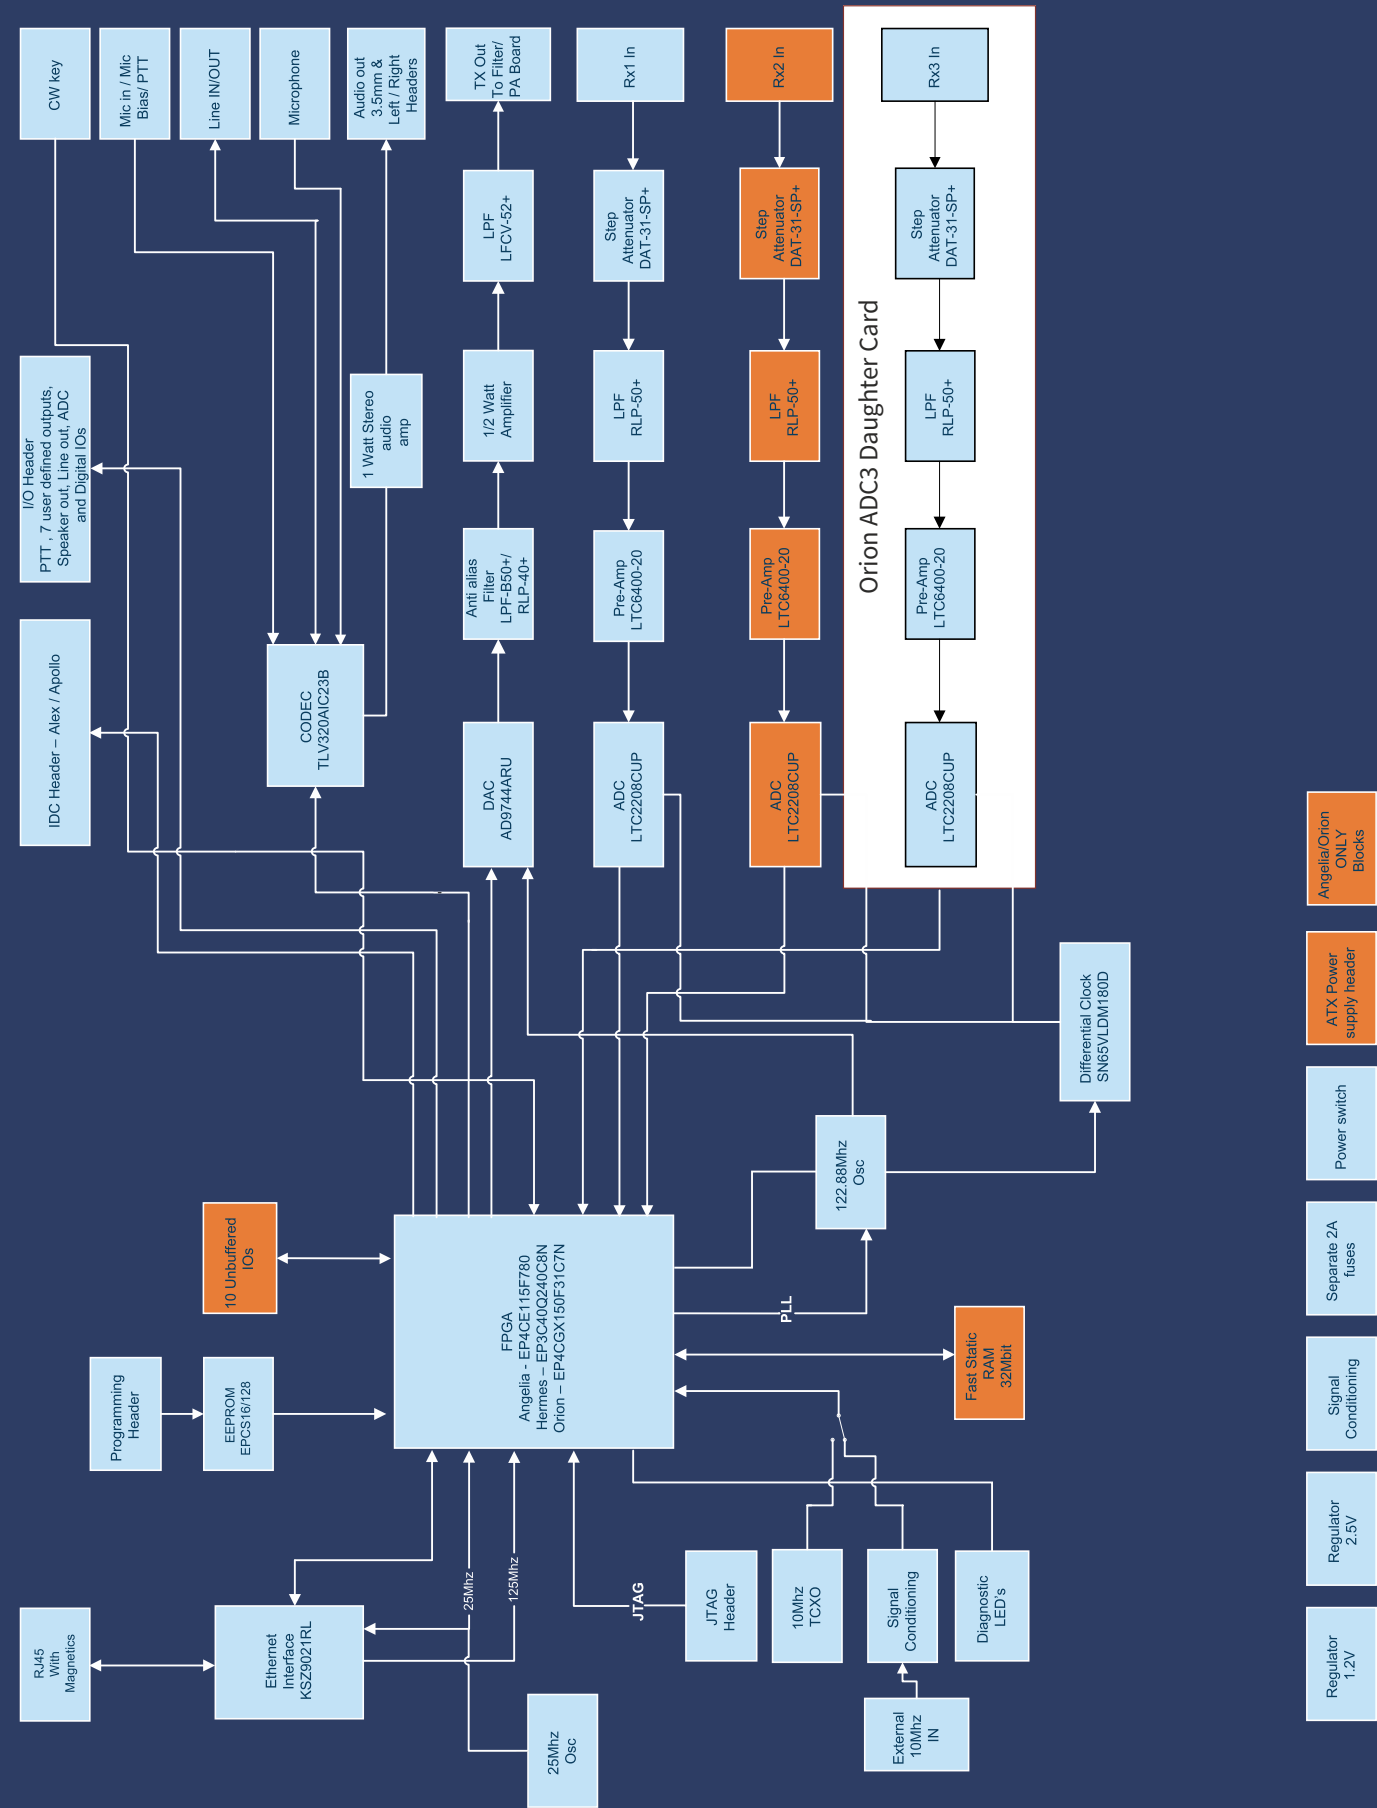 CW key
Mic in / Mic
Bias/ PTT
Line IN/OUT
Microphone
Audio out
3.5mm &
Left / Right
Headers
TX Out
To Filter/
PA Board
Rx1 In
Rx2 In
Rx3 In
I/O Header
PTT , 7 user defined outputs,
Speaker out, Line out, ADC
and Digital IOs
1 Watt Stereo
audio
amp
LPF
LFCV-52+
Step
Attenuator
DAT-31-SP+
Step
Attenuator
DAT-31-SP+
Step
Attenuator
DAT-31-SP+
1/2 Watt
Amplifier
LPF
RLP-50+
LPF
RLP-50+
LPF
RLP-50+
Orion ADC3 Daughter Card
IDC Header – Alex / Apollo
CODEC
TLV320AIC23B
Anti alias
Filter
LPF-B50+/
RLP-40+
Pre-Amp
LTC6400-20
Pre-Amp
LTC6400-20
Pre-Amp
LTC6400-20
DAC
AD9744ARU
ADC
LTC2208CUP
ADC
LTC2208CUP
ADC
LTC2208CUP
Differential Clock
SN65VLDM180D
122.88Mhz
Osc
10 Unbuffered
IOs
FPGA
Angelia - EP4CE115F780
Hermes – EP3C40Q240C8N
Orion – EP4CGX150F31C7N
PLL
Fast Static
RAM
32Mbit
Programming
Header
EEPROM
EPCS16/128
RJ45
With
Magnetics
Ethernet
Interface
KSZ9021RL
25Mhz
125Mhz
25Mhz
Osc
JTAG
JTAG
Header
10Mhz
TCXO
Signal
Conditioning
External
10Mhz
IN
Diagnostic
LED's
Angelia/Orion
ONLY
Blocks
ATX Power
supply header
Power switch
Separate 2A
fuses
Signal
Conditioning
Regulator
2.5V
Regulator
1.2V